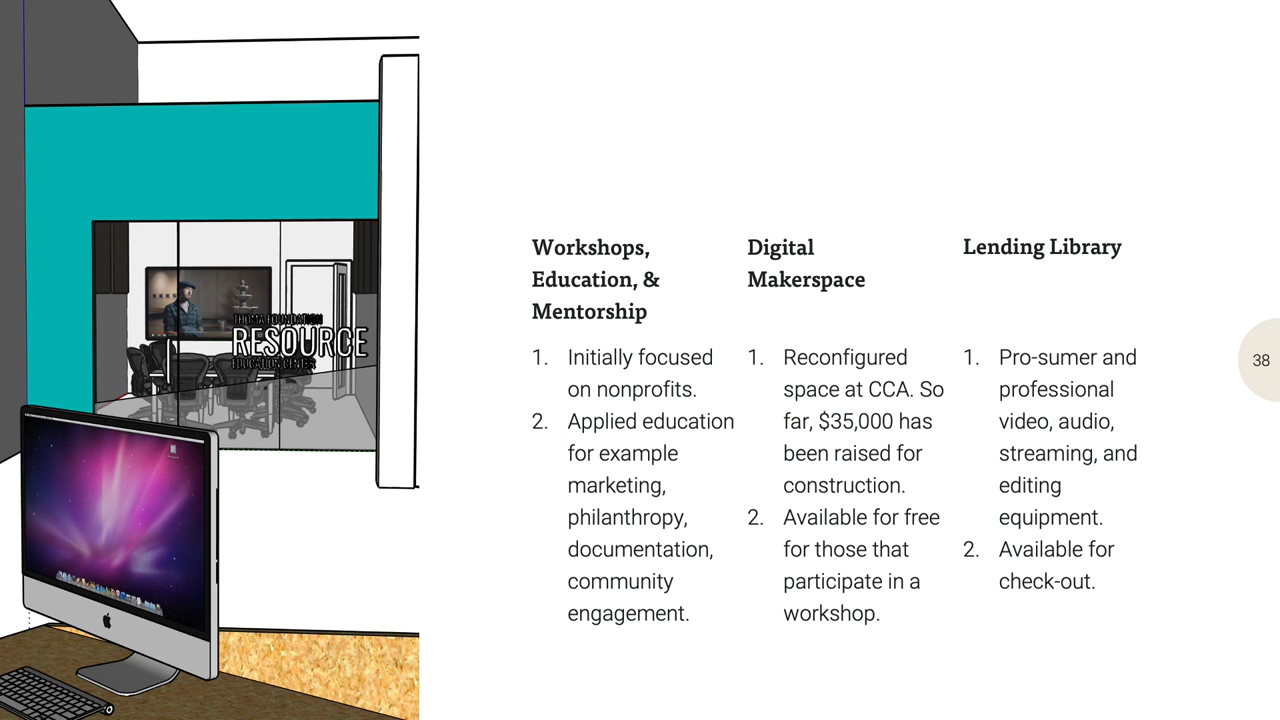 THOMA FOUNDATION
RESOURCE
EDUCATION CENTER
Workshops,
Education, &
Mentorship
1. Initially focused
on nonprofits.
2. Applied education
for example
marketing,
philanthropy,
documentation,
community
engagement.
Digital
Makerspace
1. Reconfigured
space at CCA. So
far, $35,000 has
been raised for
construction.
2. Available for free
for those that
participate in a
workshop.
Lending Library
1. Pro-sumer and
professional
video, audio,
streaming, and
editing
equipment.
2. Available for
check-out.
38